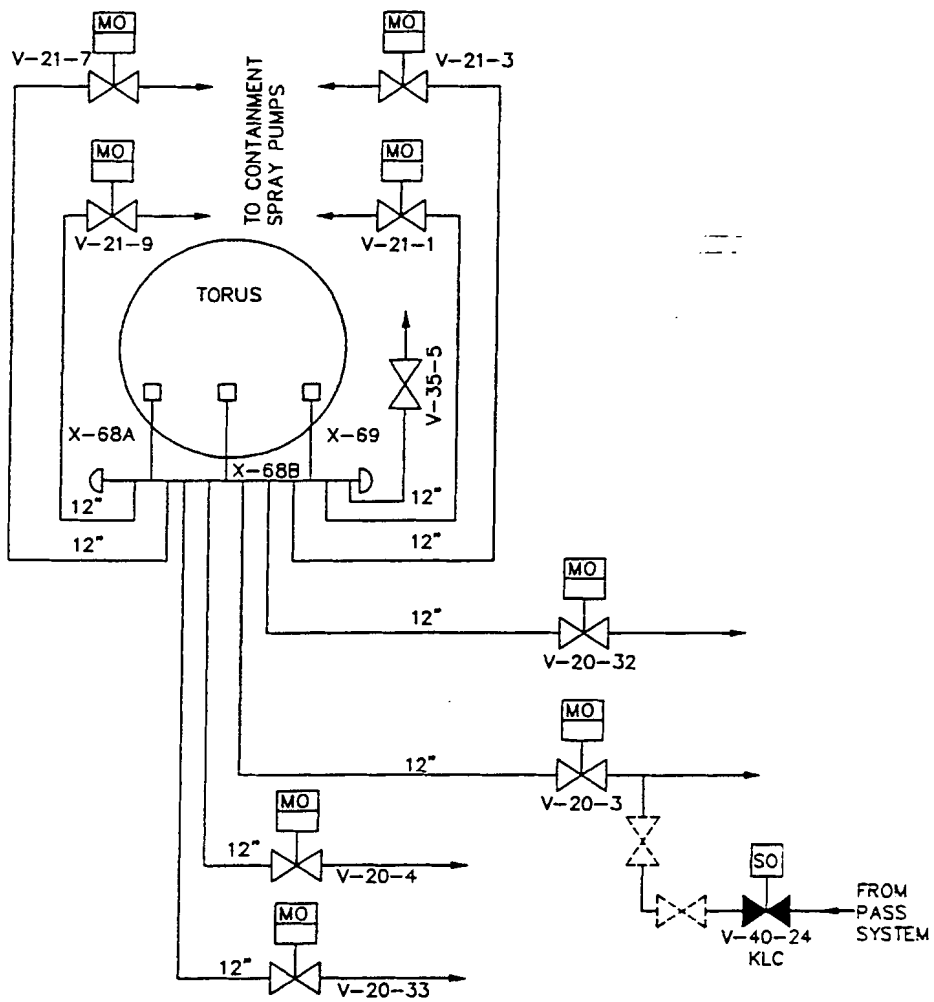 MO
V-21-7
MO
V-21-3
TO CONTAINMENT
SPRAY PUMPS
MO
V-21-9
MO
V-21-1
TORUS
V-35-5
X-68A
X-69
X-68B
12"
12"
12"
12"
MO
12"
V-20-32
MO
12"
V-20-3
MO
12"
V-20-4
SO
FROM
PASS
SYSTEM
V-40-24
KLC
MO
12"
V-20-33